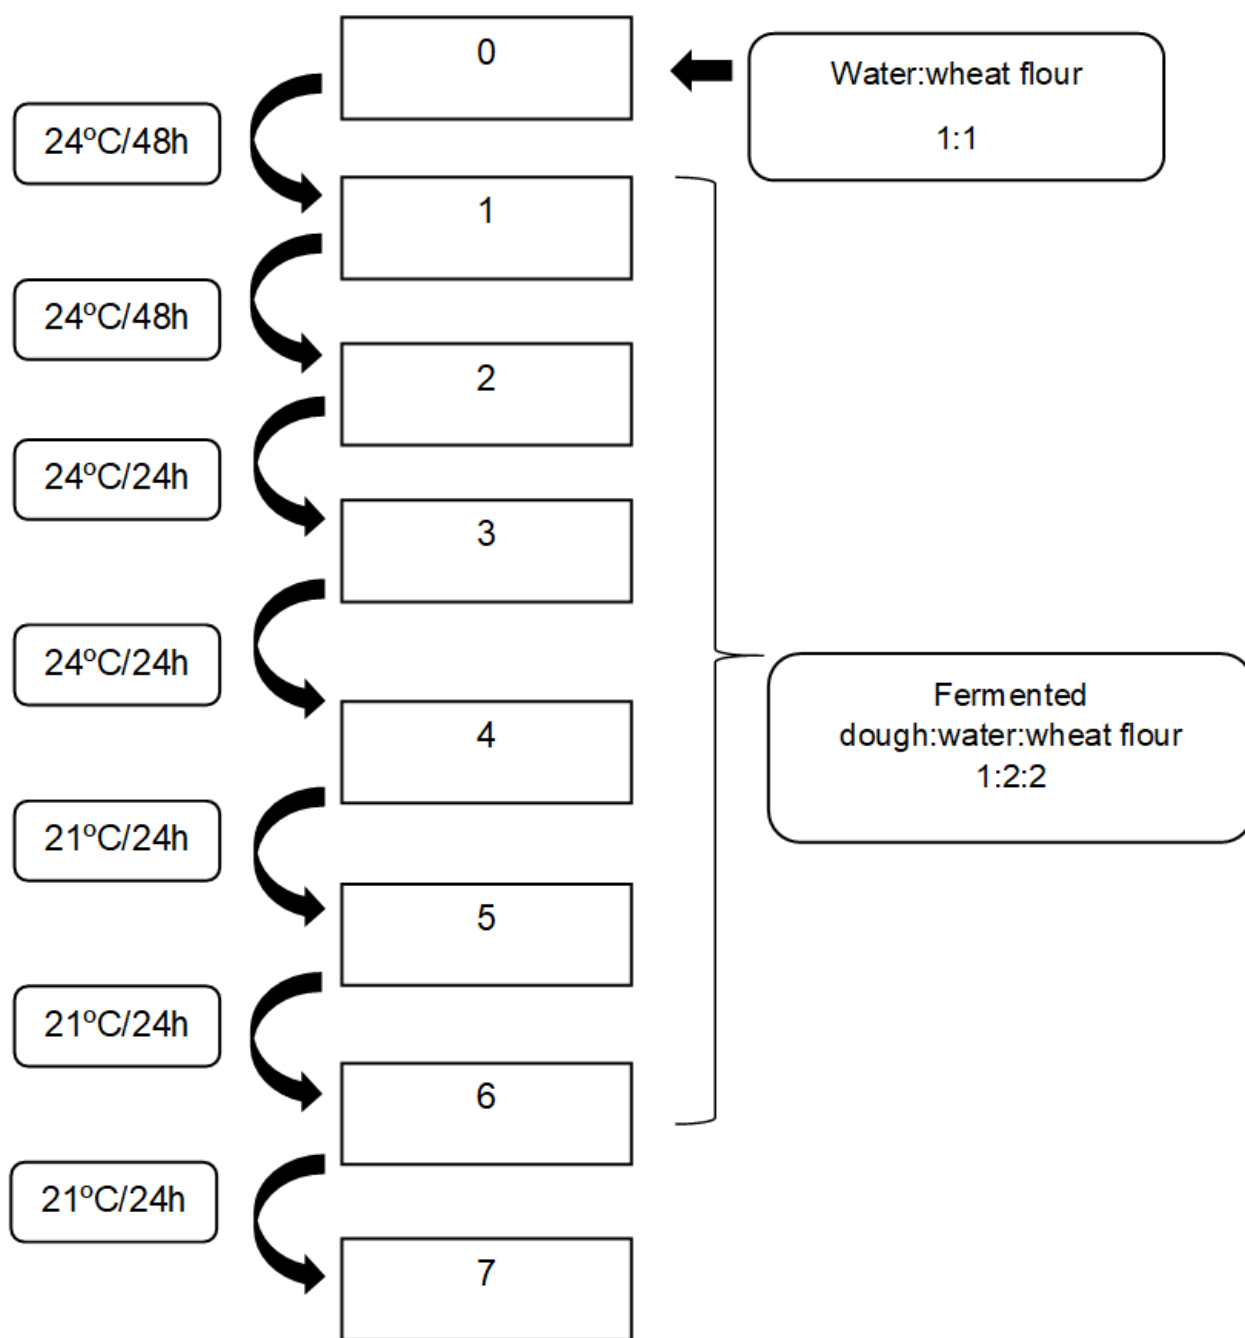 0
Water:wheat flour
1:1
24ºC/48h
1
24ºC/48h
2
24ºC/24h
3
24ºC/24h
4
Fermented
dough:water:wheat flour
1:2:2
21ºC/24h
5
21ºC/24h
6
21ºC/24h
7